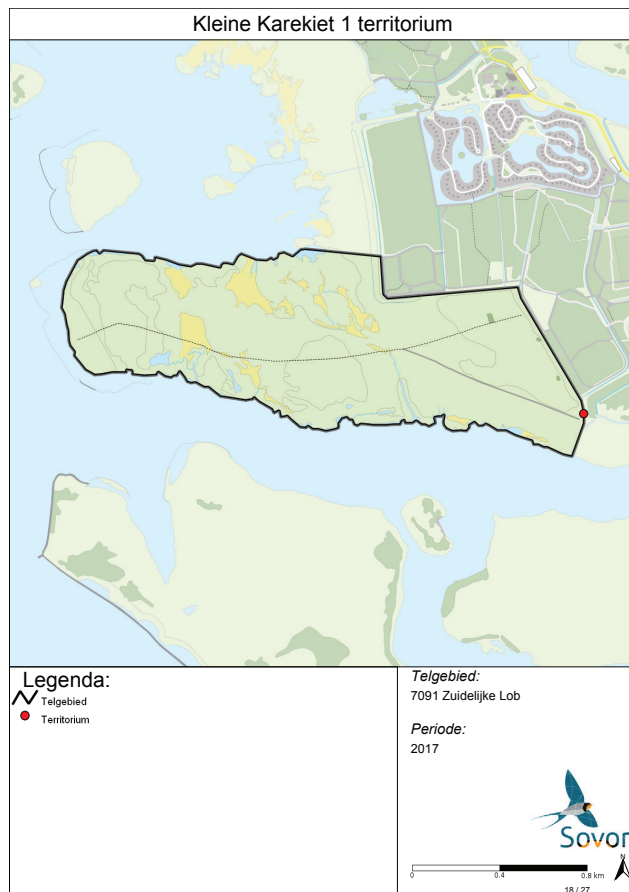 Kleine Karekiet 1 territorium
Legenda:
Telgebied
Territorium
Telgebied:
7091 Zuidelijke Lob
Periode:
2017
Sovon
N
0 0.4 0.8 km
18 / 27